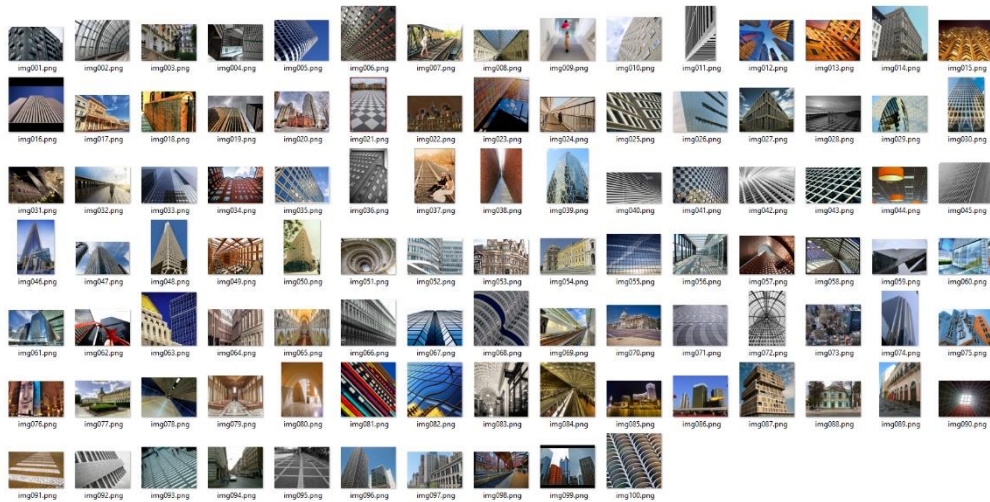 img001.png img002.png img003.png img004.png img005.png img006.png img007.png img008.png img009.png img010.png img011.png img012.png img013.png img014.png img015.png
img016.png img017.png img018.png img019.png img020.png img021.png img022.png img023.png img024.png img025.png img026.png img027.png img028.png img029.png img030.png
img031.png img032.png img033.png img034.png img035.png img036.png img037.png img038.png img039.png img040.png img041.png img042.png img043.png img044.png img045.png
img046.png img047.png img048.png img049.png img050.png img051.png img052.png img053.png img054.png img055.png img056.png img057.png img058.png img059.png img060.png
img061.png img062.png img063.png img064.png img065.png img066.png img067.png img068.png img069.png img070.png img071.png img072.png img073.png img074.png img075.png
img076.png img077.png img078.png img079.png img080.png img081.png img082.png img083.png img084.png img085.png img086.png img087.png img088.png img089.png img090.png
img091.png img092.png img093.png img094.png img095.png img096.png img097.png img098.png img099.png img100.png